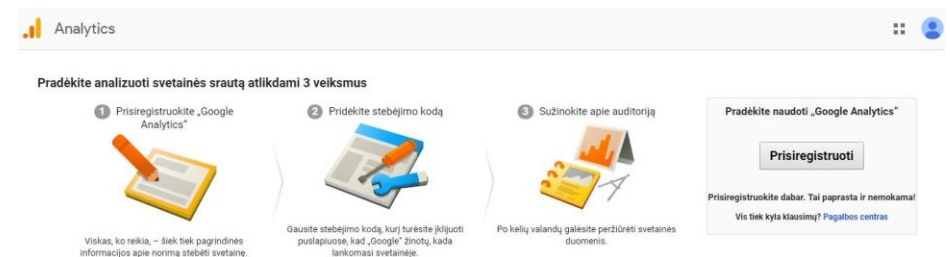 Analytics
Pradėkite analizuoti svetainės srautą atlikdami 3 veiksmus
1 Prisiregistruokite „Google
Analytics"
Viskas, ko reikia, – šiek tiek pagrindinės
informacijos apie norimą stebėti svetainę.
2 Pridėkite stebėjimo kodą
Gausite stebėjimo kodą, kurį turėsite įklijuoti
puslapiuose, kad „Google" žinotų, kada
lankomasi svetainėje.
3 Sužinokite apie auditoriją
Po kelių valandų galėsite peržiūrėti svetainės
duomenis.
Pradėkite naudoti „Google Analytics"
Prisiregistruoti
Prisiregistruokite dabar. Tai paprasta ir nemokama!
Vis tiek kyla klausimų? Pagalbos centras